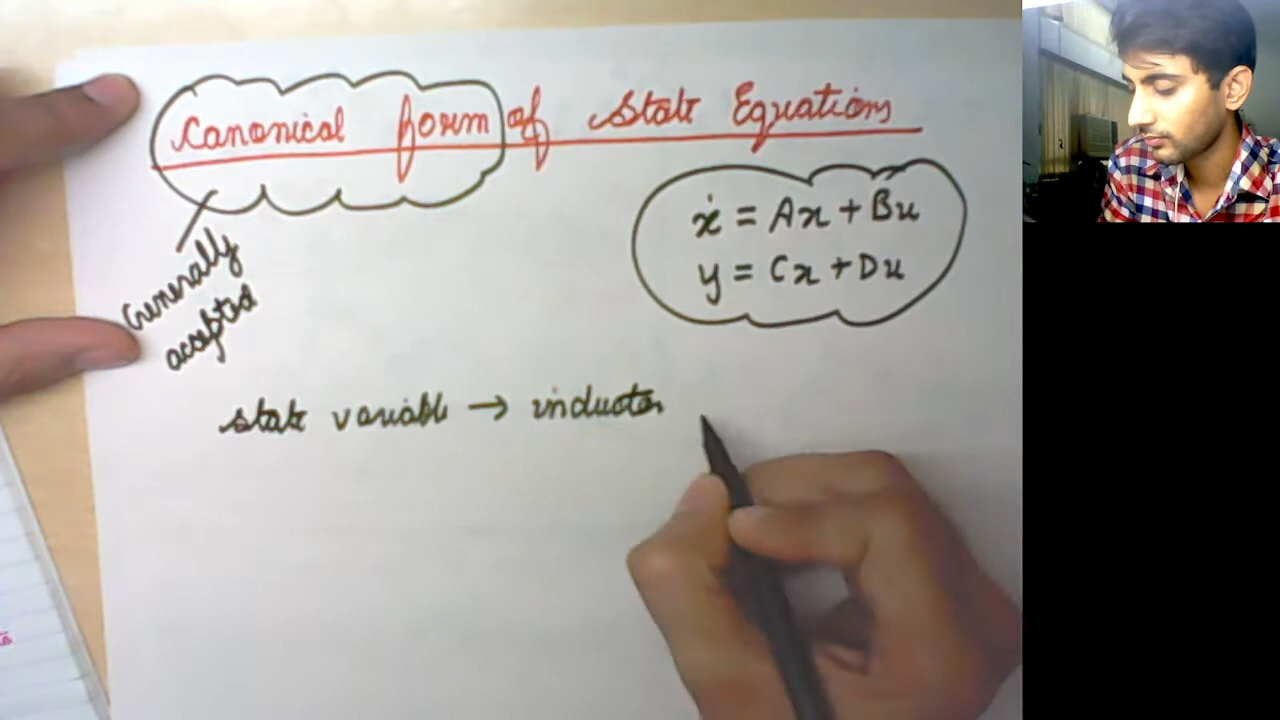 Canonical form of State Equations
ẋ = Ax + Bu
y = Cx + Du
Generally
accepted
state variable → inductor